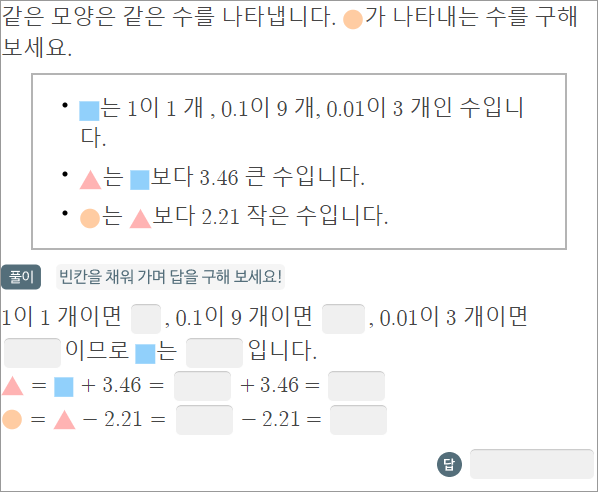 같은 모양은 같은 수를 나타냅니다. 가 나타내는 수를 구해
보세요.
• 는 1이 1 개 , 0.1이 9 개, 0.01이 3 개인 수입니
다.
• 는 보다 3.46 큰 수입니다.
• 는 보다 2.21 작은 수입니다.
풀이 빈칸을 채워 가며 답을 구해 보세요!
1이 1 개이면 , 0.1이 9 개이면 , 0.01이 3 개이면
이므로 는 입니다.
= + 3.46 = + 3.46 =
= − 2.21 = − 2.21 =
답